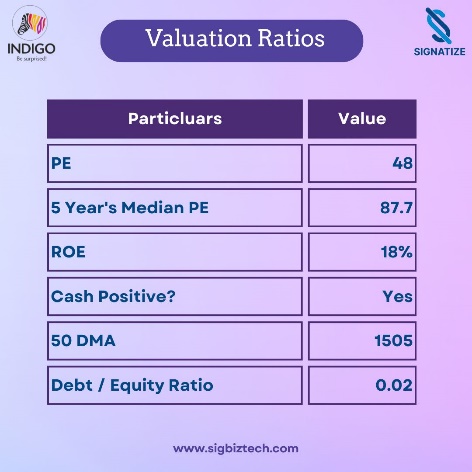 INDIGO
Be surprised!
Valuation Ratios
SIGNATIZE
Particluars Value
PE 48
5 Year's Median PE 87.7
ROE 18%
Cash Positive? Yes
50 DMA 1505
Debt / Equity Ratio 0.02
www.sigbiztech.com